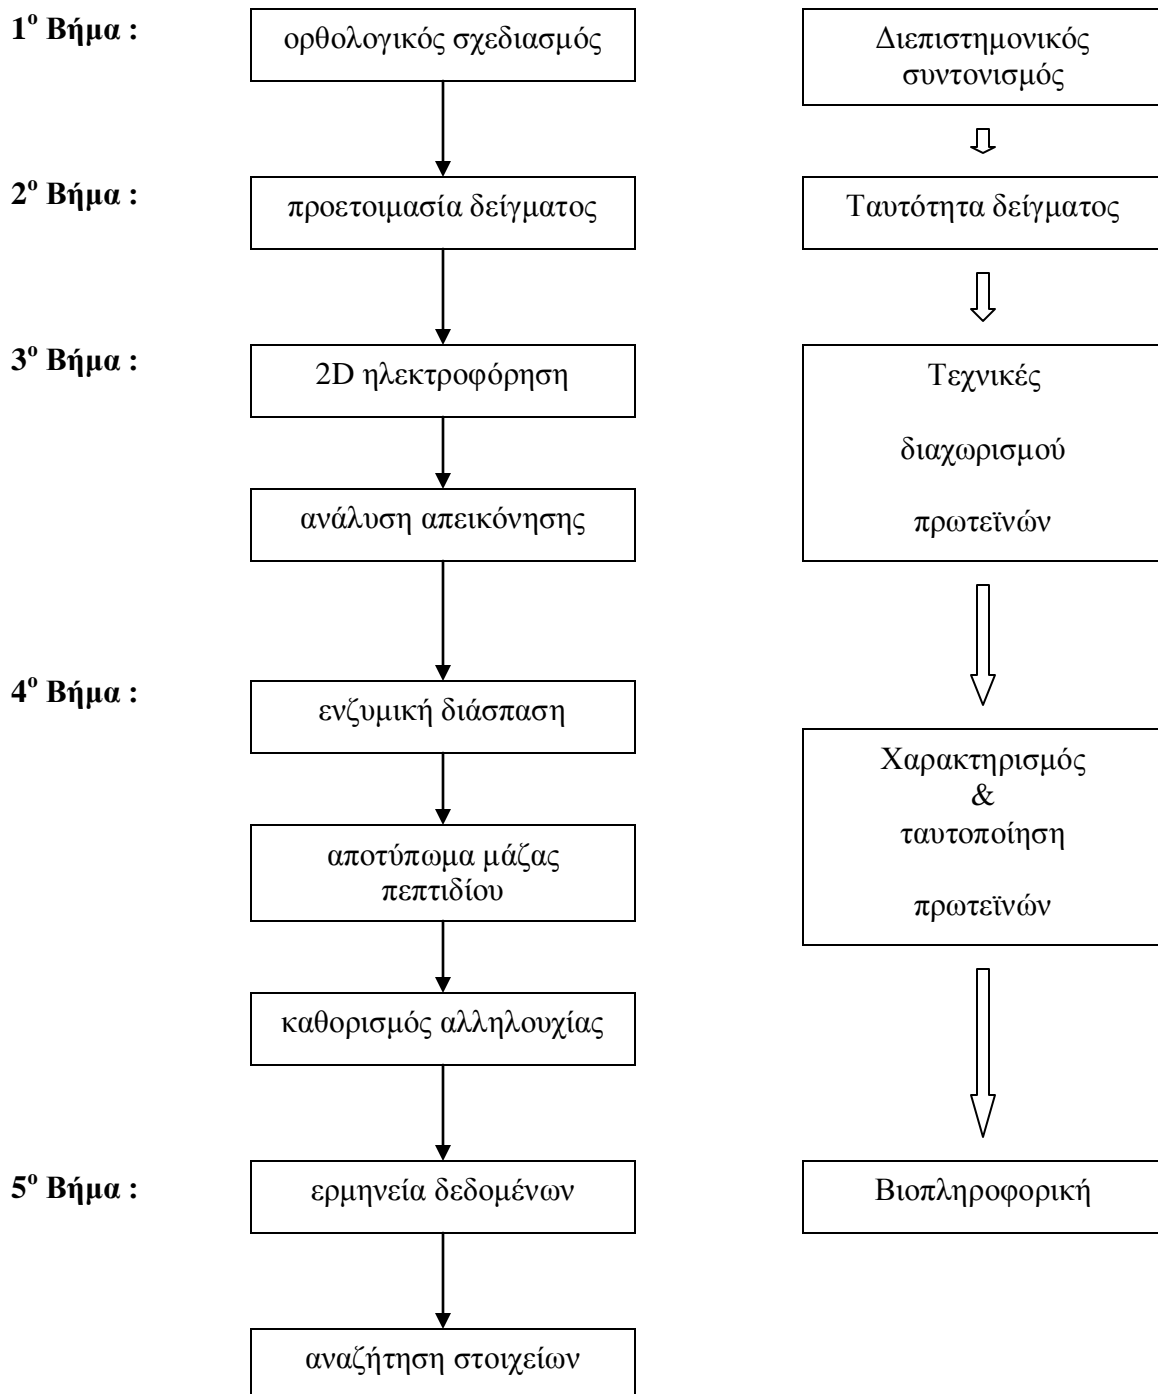 1ο Βήμα :
ορθολογικός σχεδιασμός
Διεπιστημονικός
συντονισμός
2ο Βήμα :
προετοιμασία δείγματος
Ταυτότητα δείγματος
3ο Βήμα :
2D ηλεκτροφόρηση
ανάλυση απεικόνησης
Τεχνικές
διαχωρισμού
πρωτεϊνών
4ο Βήμα :
ενζυμική διάσπαση
αποτύπωμα μάζας
πεπτιδίου
καθορισμός αλληλουχίας
Χαρακτηρισμός
&
ταυτοποίηση
πρωτεϊνών
5ο Βήμα :
ερμηνεία δεδομένων
Βιοπληροφορική
αναζήτηση στοιχείων